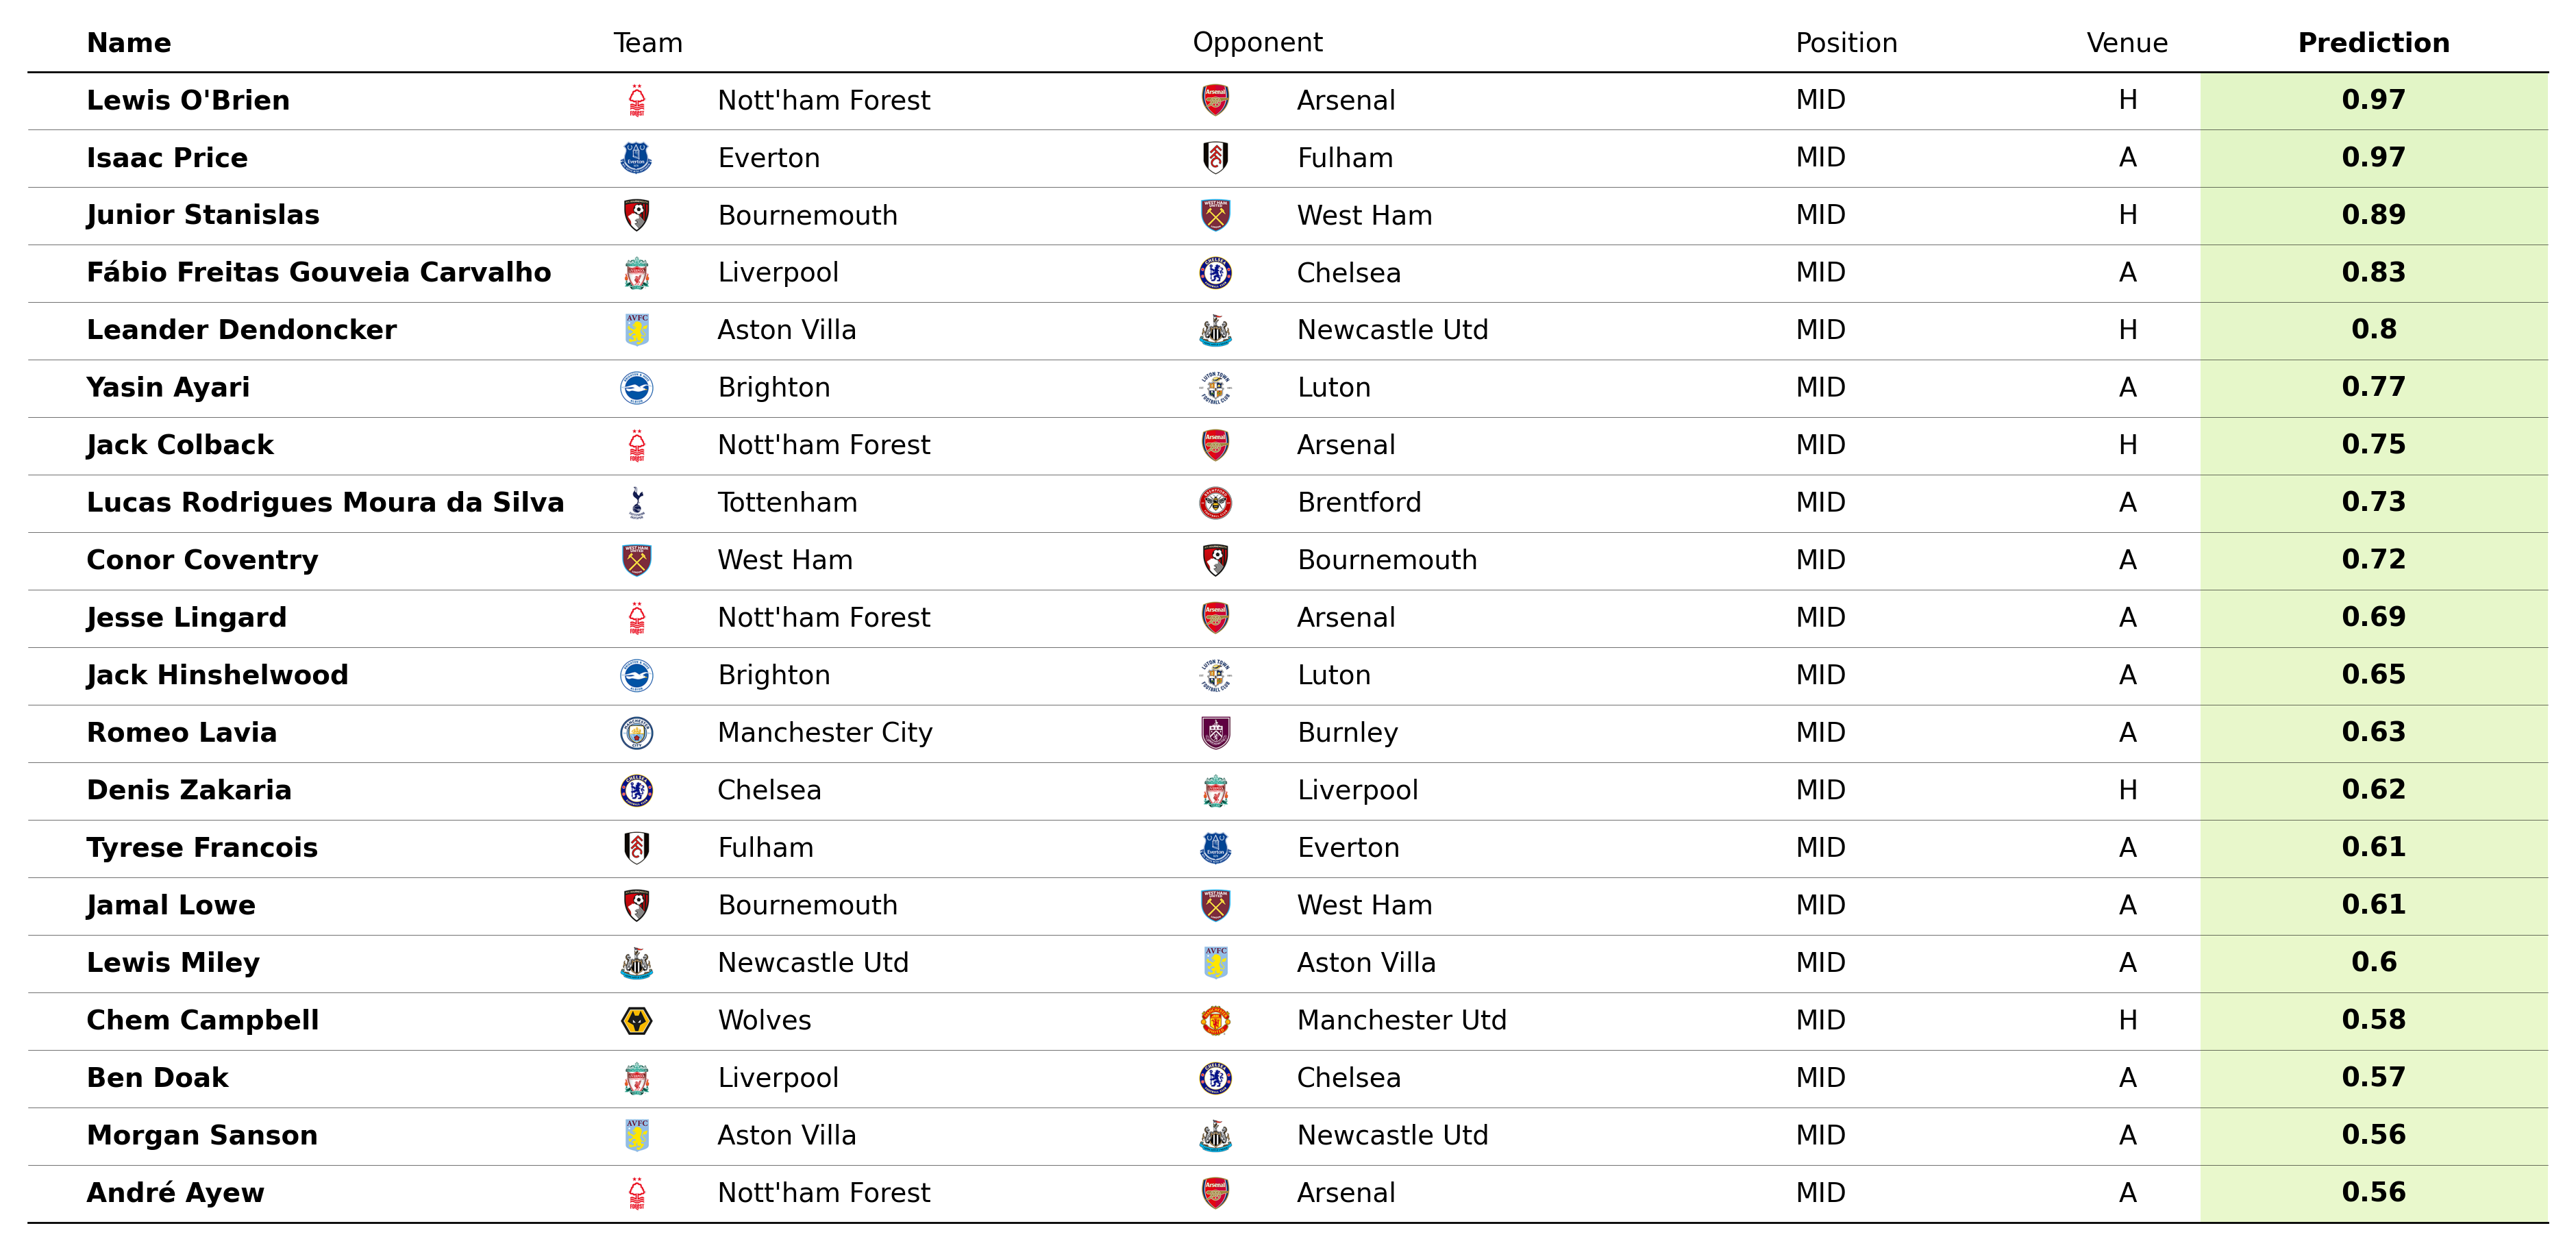 Name Team Opponent Position Venue Prediction
Lewis O'Brien Nott'ham Forest Arsenal MID H 0.97
Isaac Price Everton Fulham MID A 0.97
Junior Stanislas Bournemouth West Ham MID H 0.89
Fábio Freitas Gouveia Carvalho Liverpool Chelsea MID A 0.83
Leander Dendoncker Aston Villa Newcastle Utd MID H 0.8
Yasin Ayari Brighton Luton MID A 0.77
Jack Colback Nott'ham Forest Arsenal MID H 0.75
Lucas Rodrigues Moura da Silva Tottenham Brentford MID A 0.73
Conor Coventry West Ham Bournemouth MID A 0.72
Jesse Lingard Nott'ham Forest Arsenal MID A 0.69
Jack Hinshelwood Brighton Luton MID A 0.65
Romeo Lavia Manchester City Burnley MID A 0.63
Denis Zakaria Chelsea Liverpool MID H 0.62
Tyrese Francois Fulham Everton MID A 0.61
Jamal Lowe Bournemouth West Ham MID A 0.61
Lewis Miley Newcastle Utd Aston Villa MID A 0.6
Chem Campbell Wolves Manchester Utd MID H 0.58
Ben Doak Liverpool Chelsea MID A 0.57
Morgan Sanson Aston Villa Newcastle Utd MID A 0.56
André Ayew Nott'ham Forest Arsenal MID A 0.56